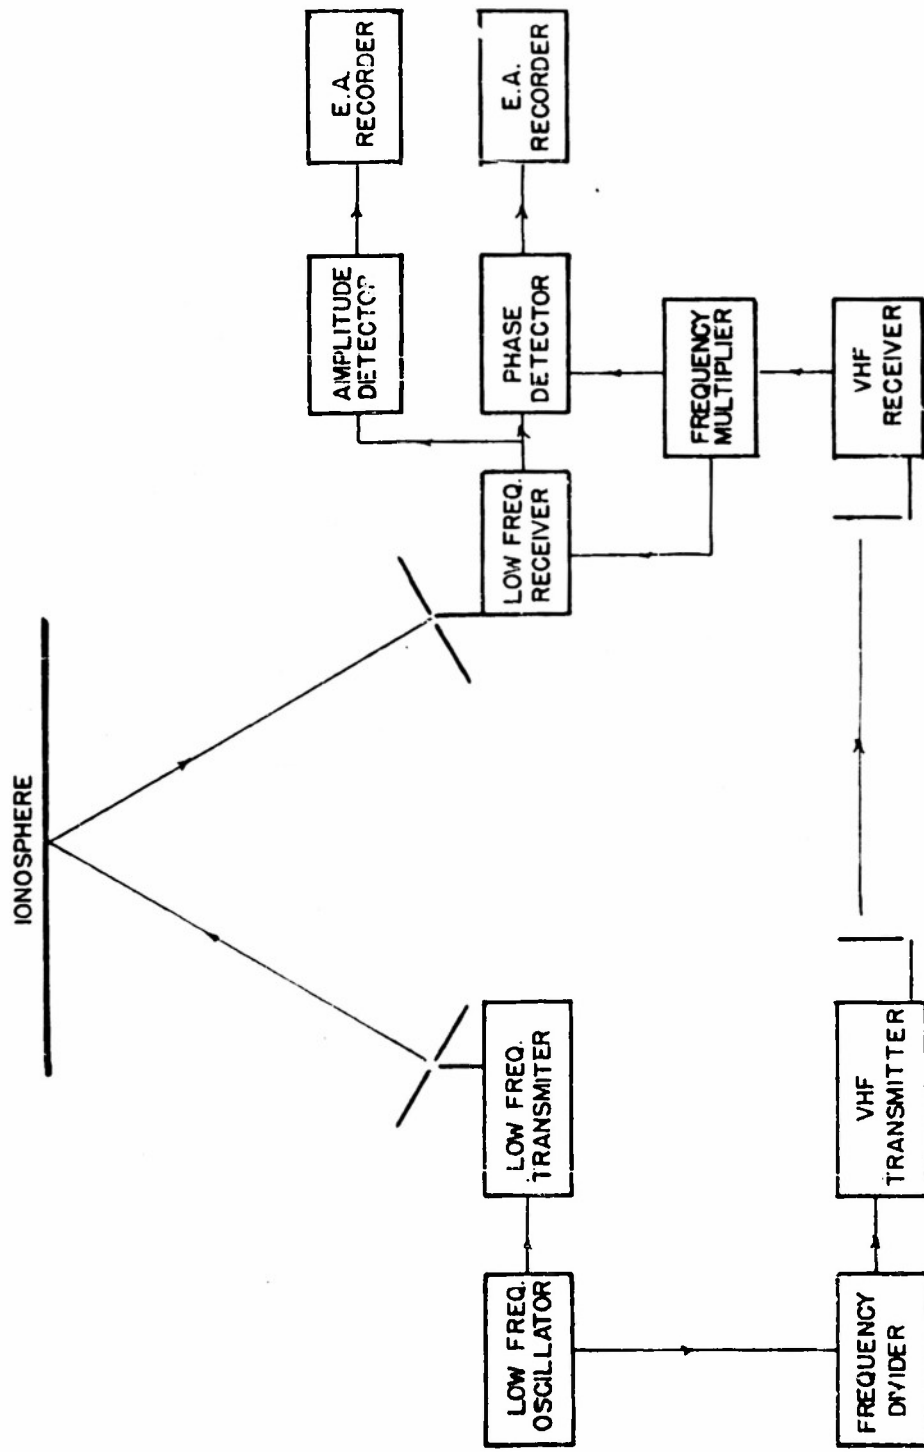 IONOSPHERE
LOW FREQ.
OSCILLATOR
LOW FREQ.
TRANSMITER
LOW FREQ.
RECEIVER
AMPLITUDE
DETECTOR
E.A.
RECORDER
PHASE
DETECTOR
E.A.
RECORDER
FREQUENCY
MULTIPLIER
FREQUENCY
DIVIDER
VHF
TRANSMITTER
VHF
RECEIVER